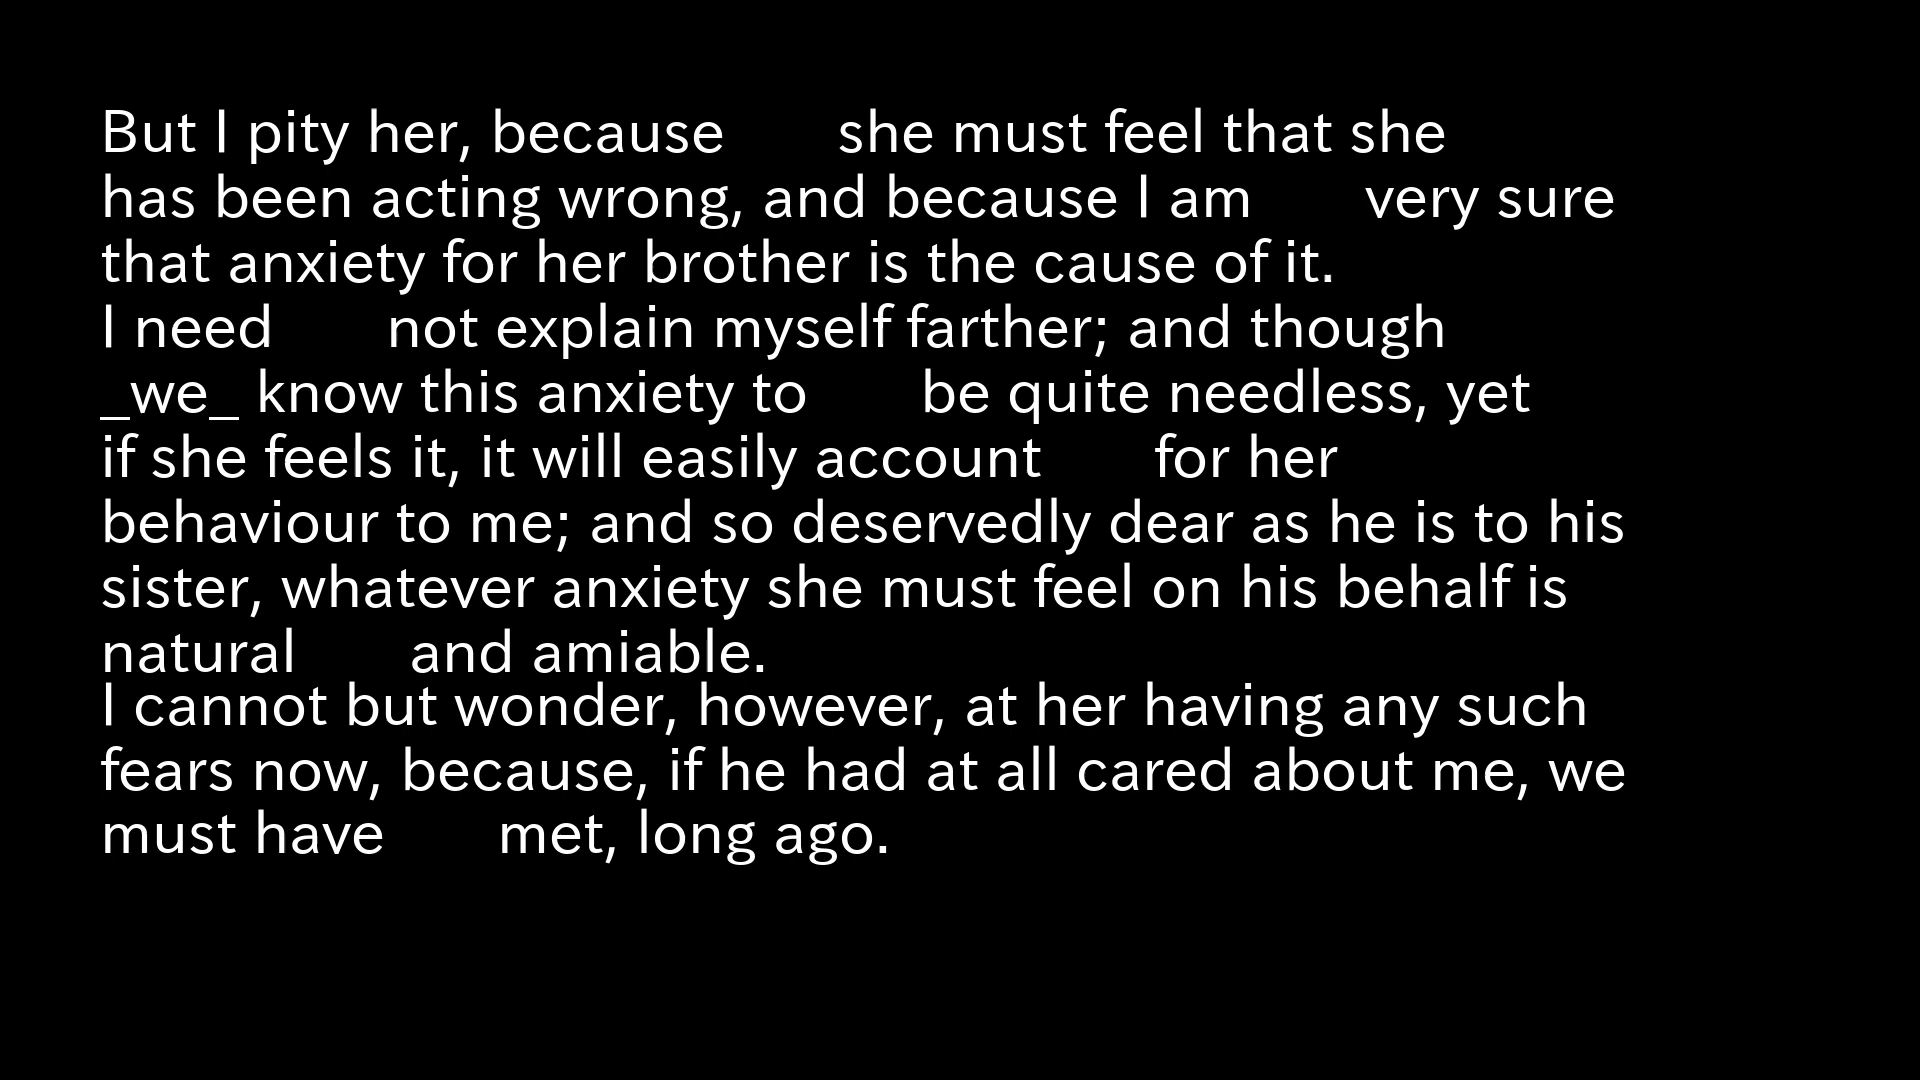 But I pity her, because she must feel that she
has been acting wrong, and because I am very sure
that anxiety for her brother is the cause of it.
I need not explain myself farther; and though
_we_ know this anxiety to be quite needless, yet
if she feels it, it will easily account for her
behaviour to me; and so deservedly dear as he is to his
sister, whatever anxiety she must feel on his behalf is
natural and amiable.
I cannot but wonder, however, at her having any such
fears now, because, if he had at all cared about me, we
must have met, long ago.